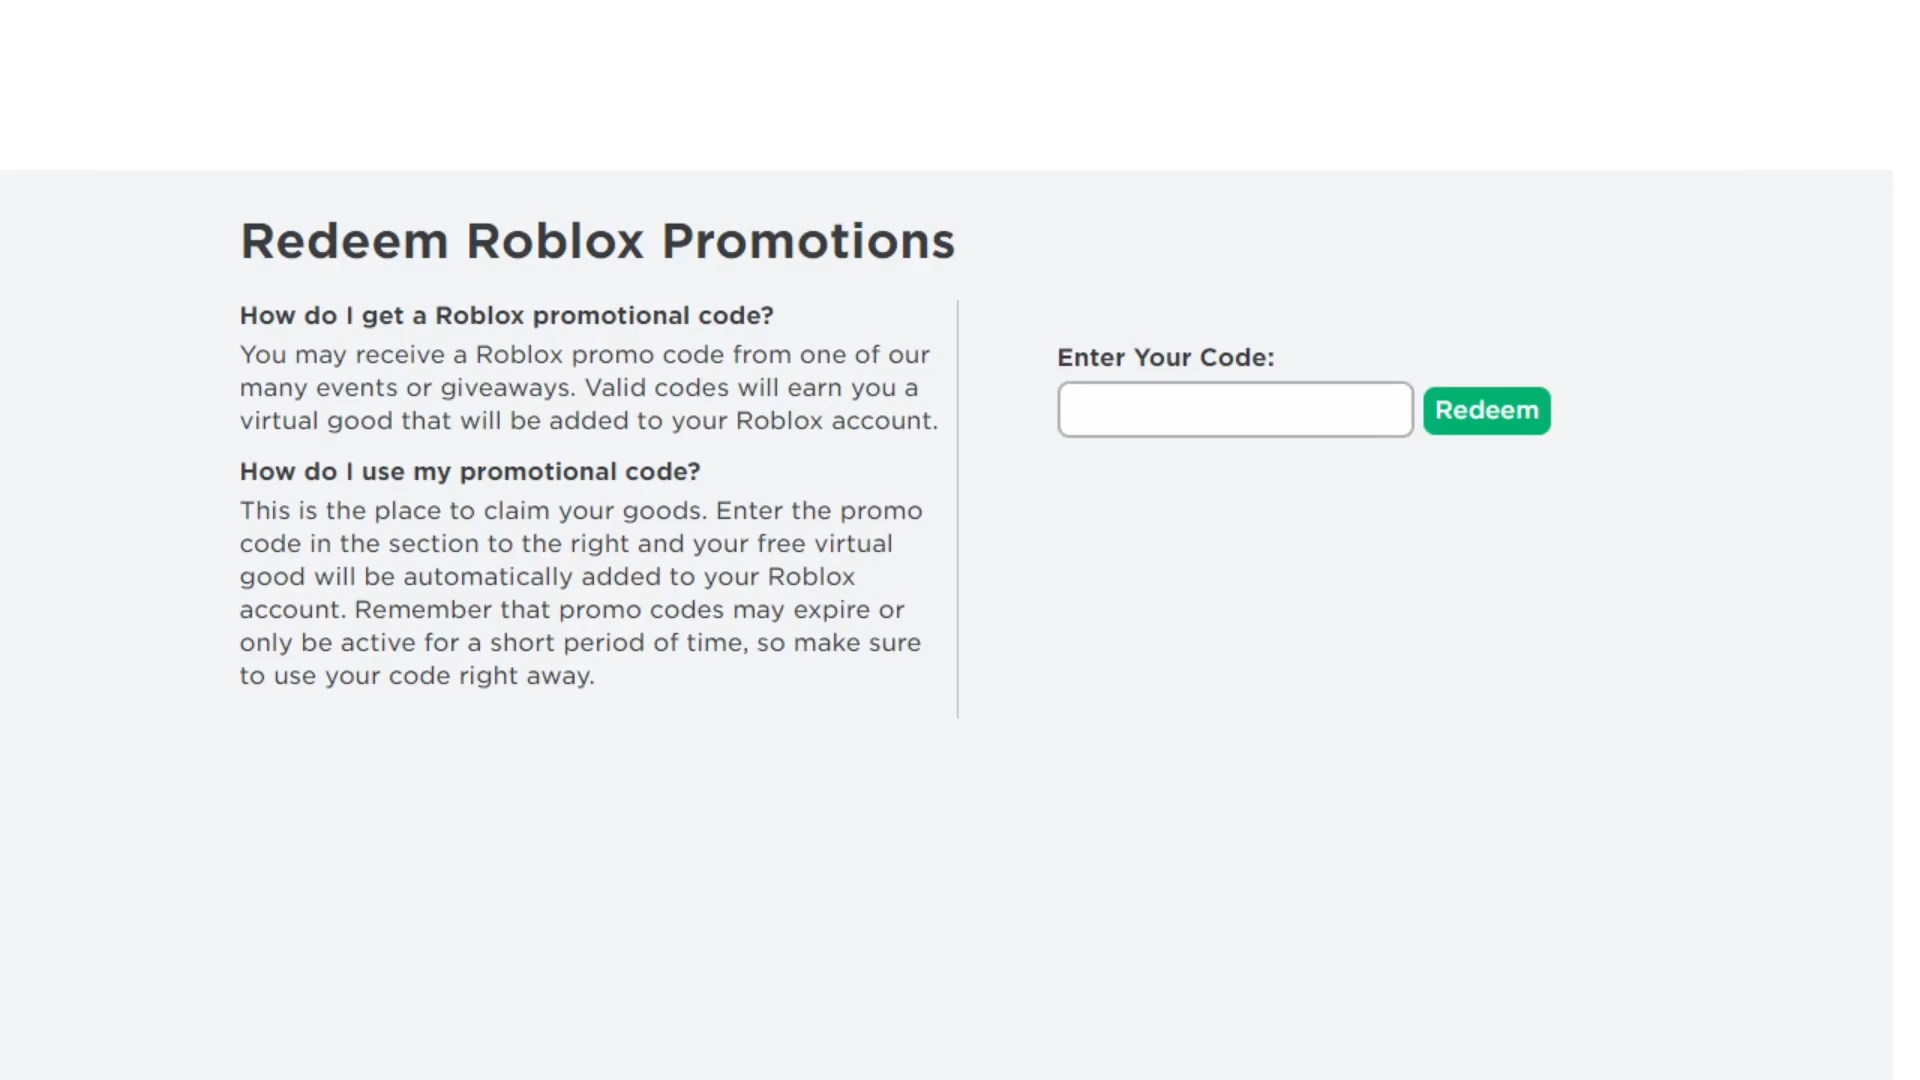 Redeem Roblox Promotions
How do I get a Roblox promotional code?
You may receive a Roblox promo code from one of our
many events or giveaways. Valid codes will earn you a
virtual good that will be added to your Roblox account.
How do I use my promotional code?
This is the place to claim your goods. Enter the promo
code in the section to the right and your free virtual
good will be automatically added to your Roblox
account. Remember that promo codes may expire or
only be active for a short period of time, so make sure
to use your code right away.
Enter Your Code:
Redeem